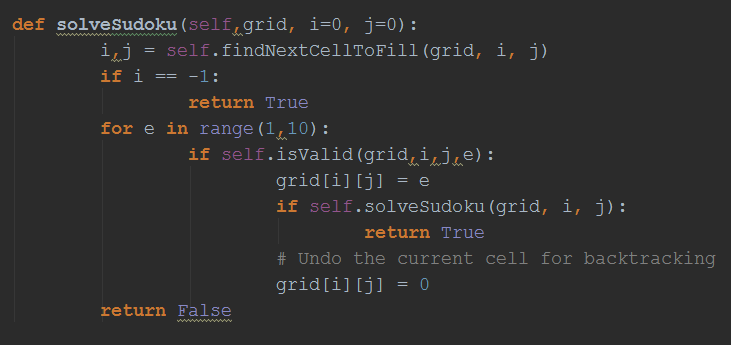 def solveSudoku(self,grid, i=0, j=0):
        i,j = self.findNextCellToFill(grid, i, j)
        if i == -1:
                return True
        for e in range(1,10):
                if self.isValid(grid,i,j,e):
                        grid[i][j] = e
                        if self.solveSudoku(grid, i, j):
                                return True
                        # Undo the current cell for backtracking
                        grid[i][j] = 0
        return False